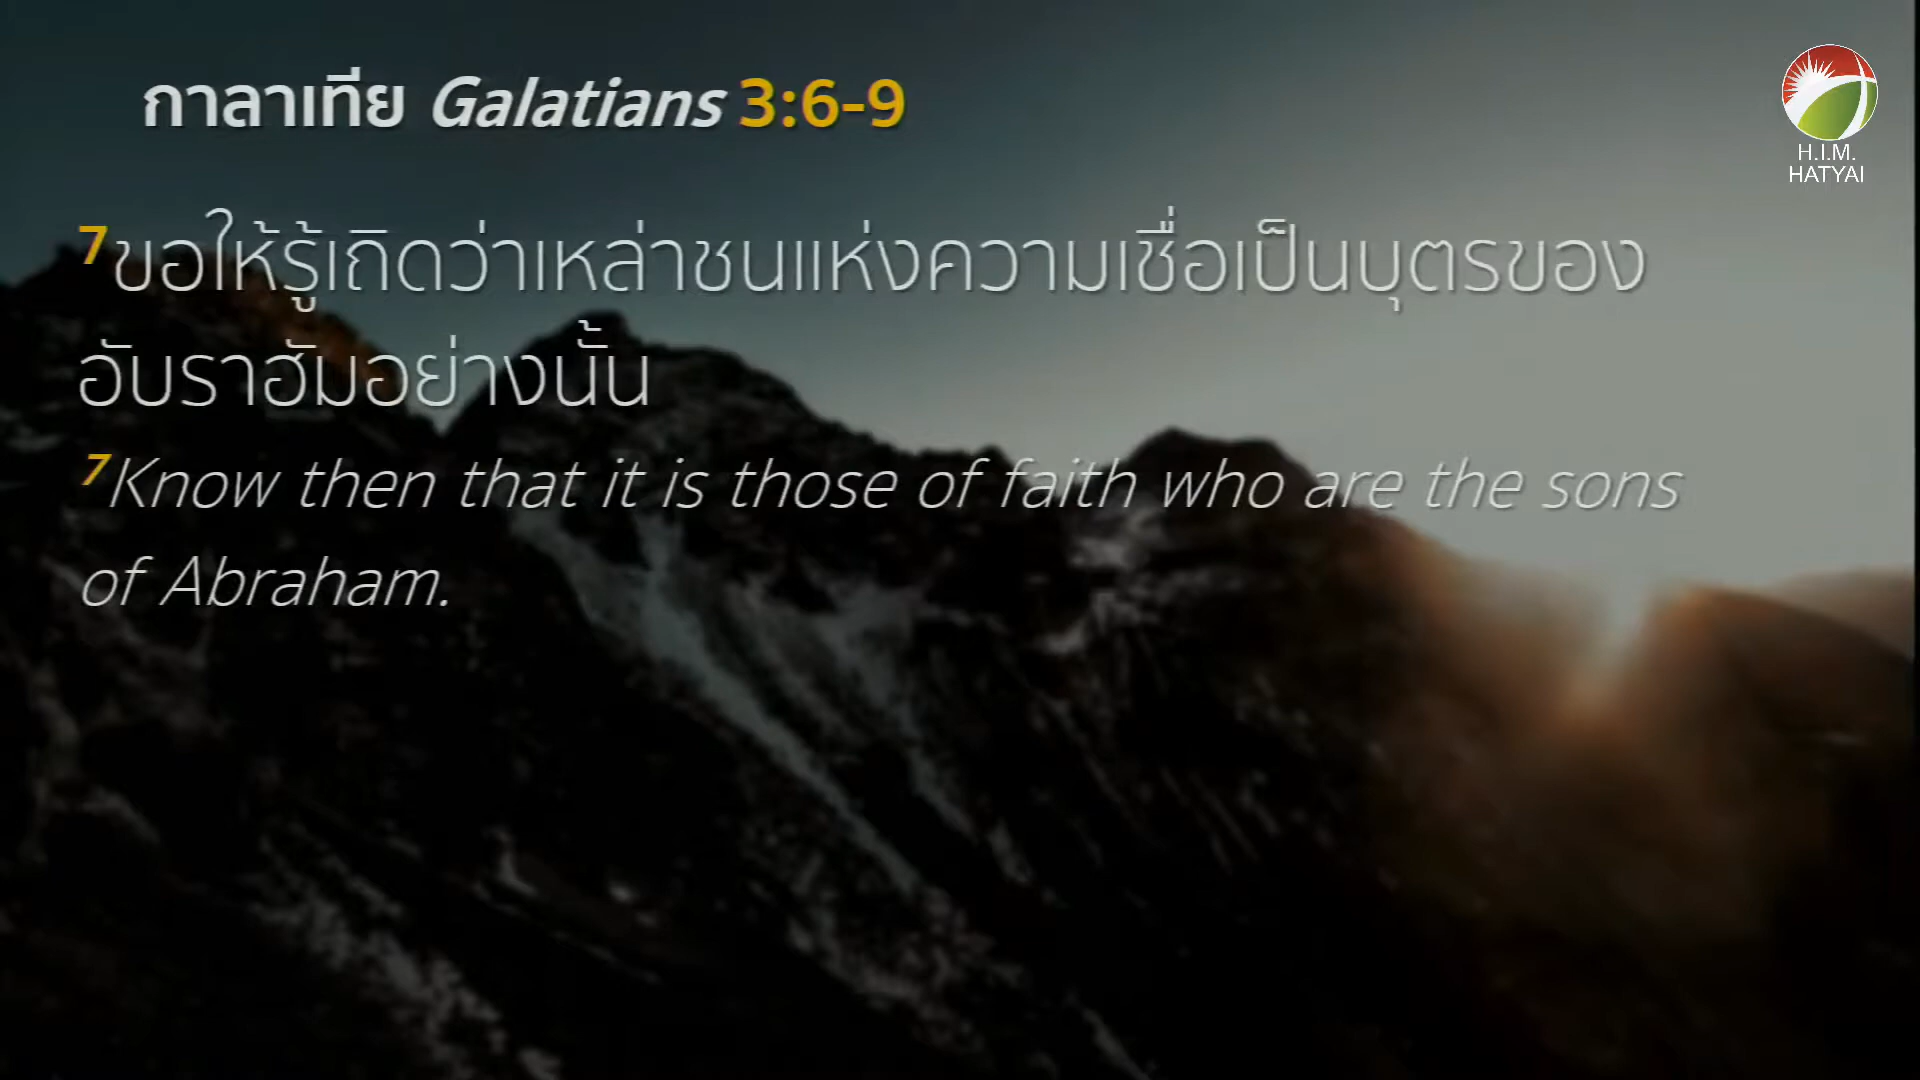 กาลาเทีย Galatians 3:6-9
H.I.M.
HATYAI
7ขอให้รู้เถิดว่าเหล่าชนแห่งความเชื่อเป็นบุตรของ
อับราฮัมอย่างนั้น
7Know then that it is those of faith who are the sons
of Abraham.